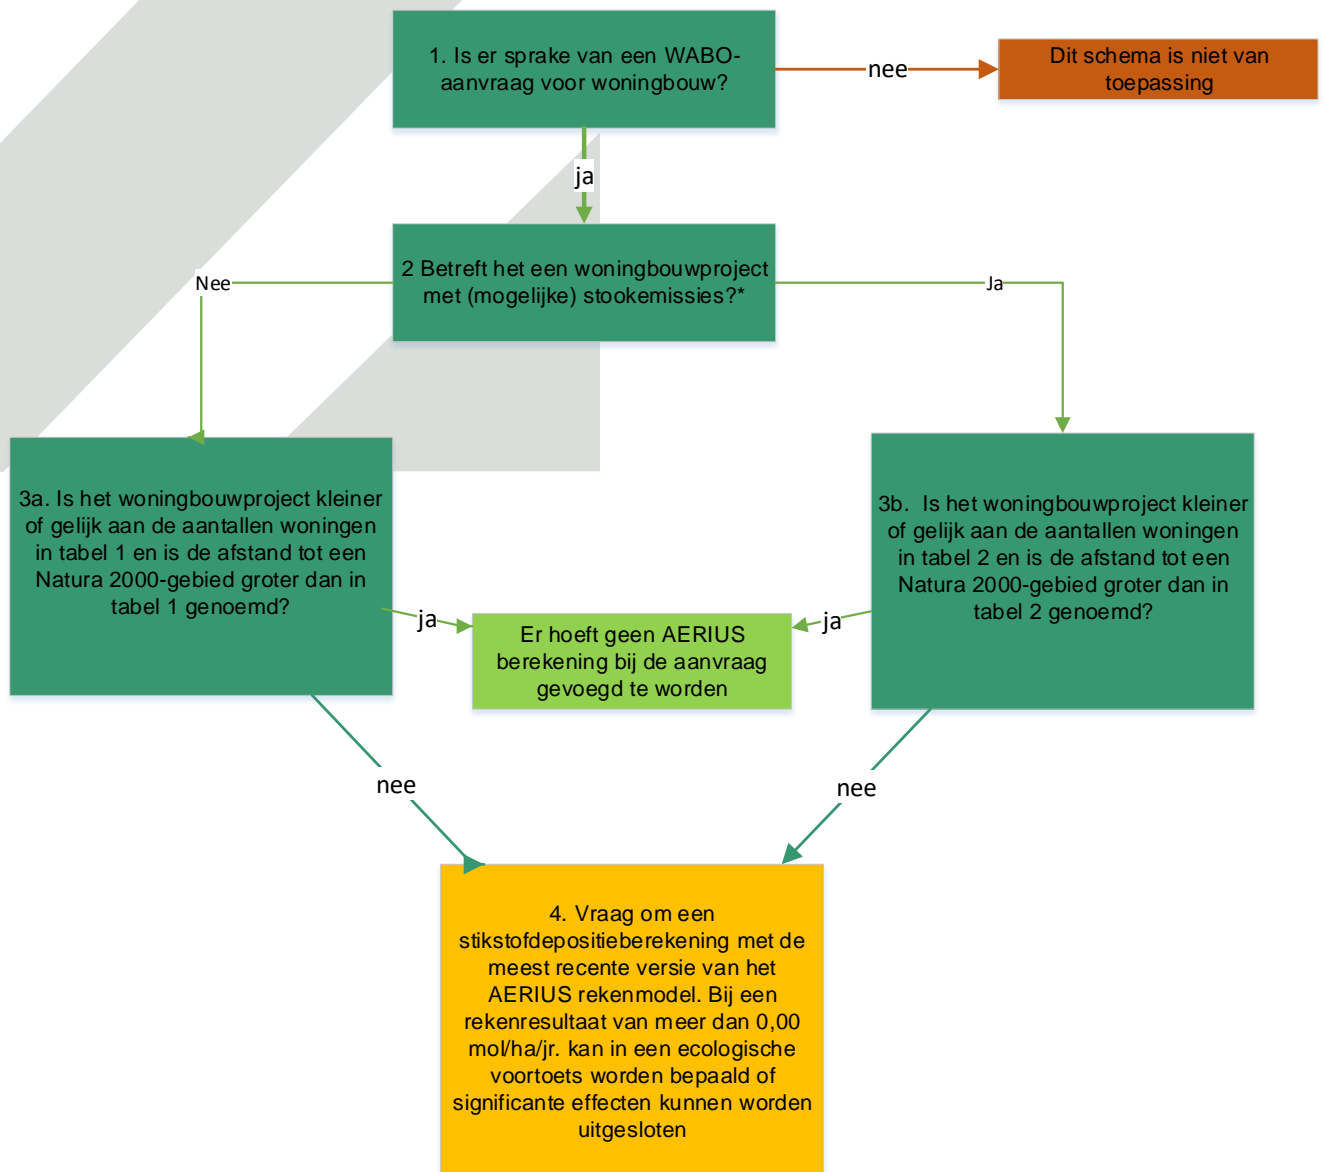 1. Is er sprake van een WABO-
aanvraag voor woningbouw?
nee
Dit schema is niet van
toepassing
ja
2 Betreft het een woningbouwproject
met (mogelijke) stookemissies?*
Nee
Ja
3a. Is het woningbouwproject kleiner
of gelijk aan de aantallen woningen
in tabel 1 en is de afstand tot een
Natura 2000-gebied groter dan in
tabel 1 genoemd?
3b. Is het woningbouwproject kleiner
of gelijk aan de aantallen woningen
in tabel 2 en is de afstand tot een
Natura 2000-gebied groter dan in
tabel 2 genoemd?
ja
ja
Er hoeft geen AERIUS
berekening bij de aanvraag
gevoegd te worden
nee
nee
4. Vraag om een
stikstofdepositieberekening met de
meest recente versie van het
AERIUS rekenmodel. Bij een
rekenresultaat van meer dan 0,00
mol/ha/jr. kan in een ecologische
voortoets worden bepaald of
significante effecten kunnen worden
uitgesloten